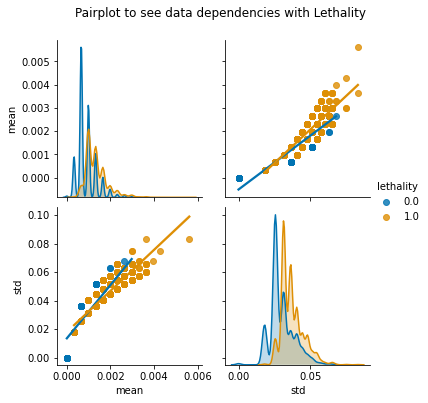 Pairplot to see data dependencies with Lethality
0.005
0.004
0.003
0.002
0.001
0.000
mean
lethality
0.0
1.0
0.10
0.08
0.06
0.04
0.02
0.00
std
0.000 0.002 0.004 0.006
mean
0.00 0.05
std